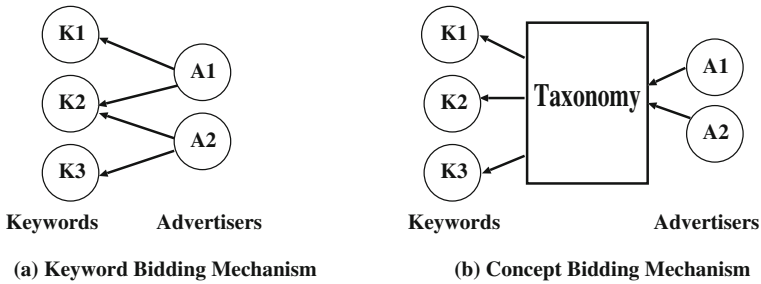 K1
A1
K2
A2
K3
Keywords Advertisers
(a) Keyword Bidding Mechanism
K1
A1
K2
Taxonomy
A2
K3
Keywords Advertisers
(b) Concept Bidding Mechanism